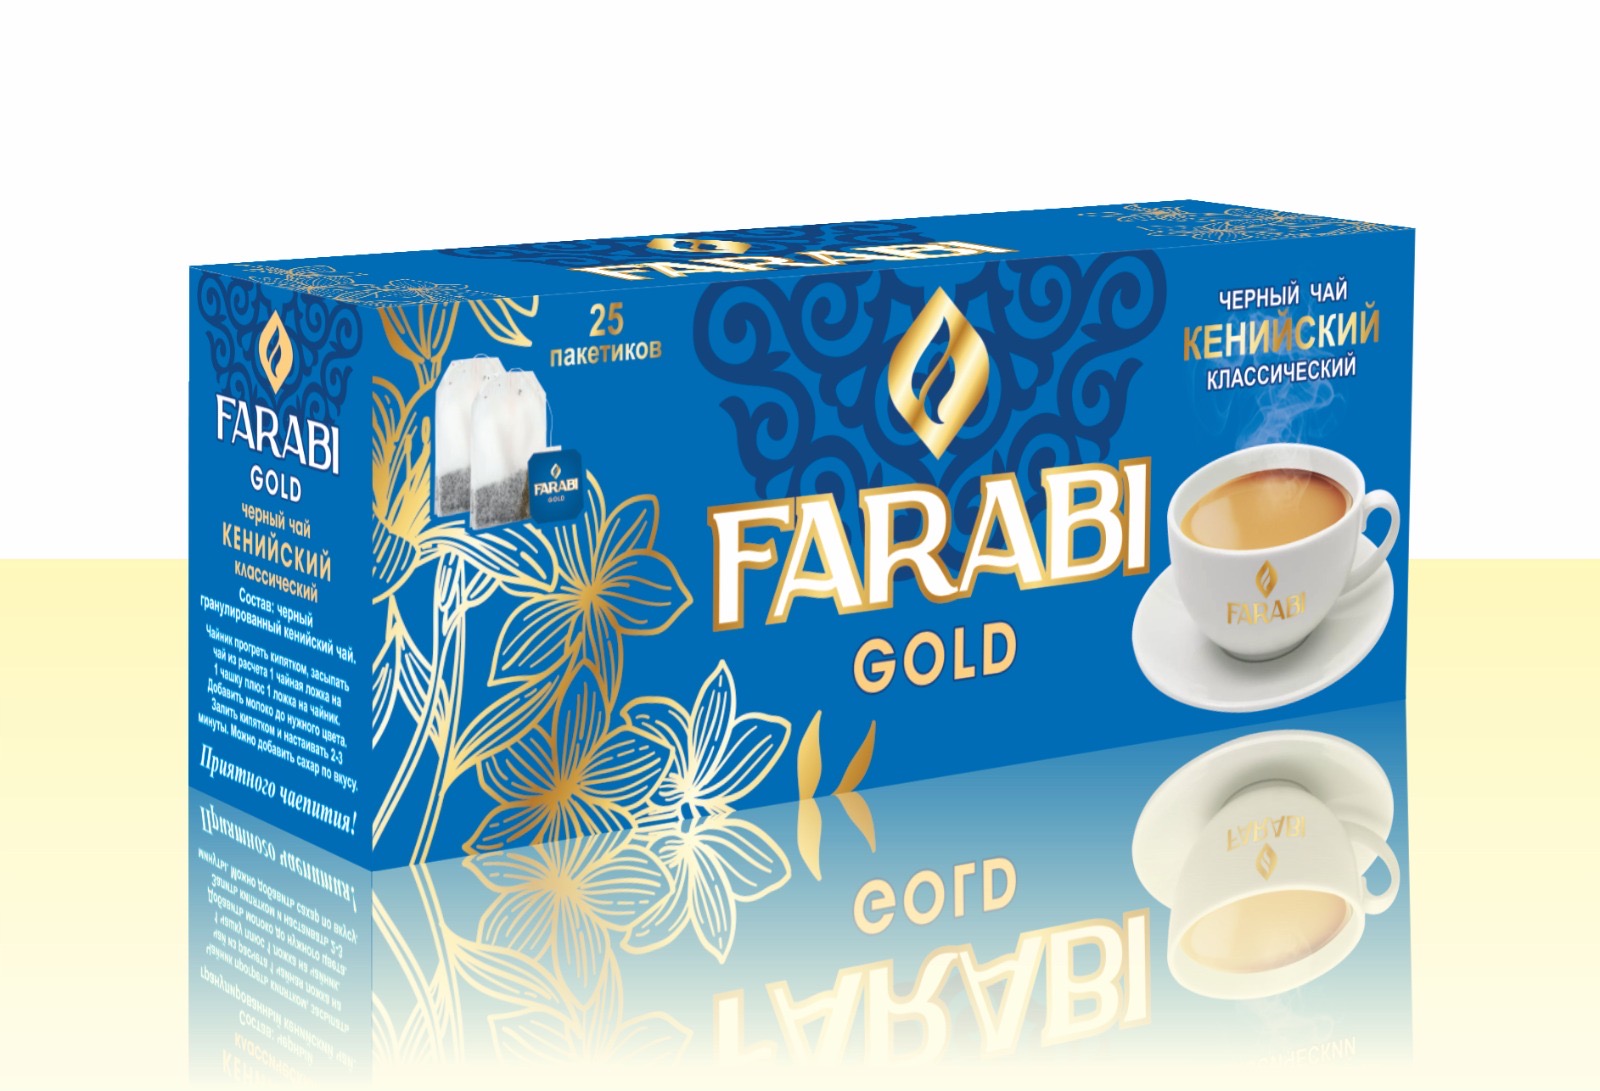 FARABI
25
пакетиков
FARABI
GOLD
FARABI
GOLD
ЧЕРНЫЙ ЧАЙ
КЕНИЙСКИЙ
КЛАССИЧЕСКИЙ
FARABI
FARABI
GOLD
черный чай
КЕНИЙСКИЙ
классический
Состав: черный
гранулированный кенийский чай.
Чайник прогреть кипятком, засыпать
чай из расчета 1 чайная ложка на
1 чашку плюс 1 ложка на чайник.
Добавить молоко до нужного цвета.
Залить кипятком и настаивать 2-3
минуты. Можно добавить сахар по вкусу.
Приятного чаепития!